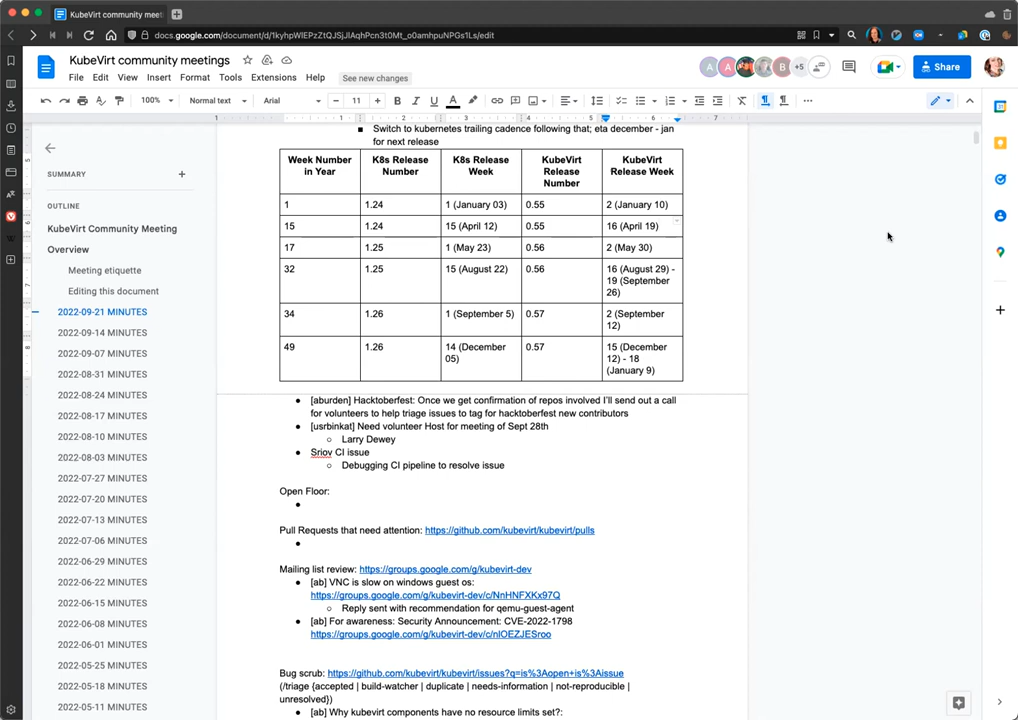 KubeVirt community meeti
docs.google.com/document/d/1kyhpWIEPzZtQJSjJlAqhPcn3t0Mt_o0amhpuNPGs1Ls/edit
KubeVirt community meetings
File Edit View Insert Format Tools Extensions Help See new changes
A A B +5
Share
100% Normal text Arial 11 B I U A
1 1 2 3 4 5 6 7
SUMMARY
OUTLINE
KubeVirt Community Meeting
Overview
Meeting etiquette
Editing this document
2022-09-21 MINUTES
2022-09-14 MINUTES
2022-09-07 MINUTES
2022-08-31 MINUTES
2022-08-24 MINUTES
2022-08-17 MINUTES
2022-08-10 MINUTES
2022-08-03 MINUTES
2022-07-27 MINUTES
2022-07-20 MINUTES
2022-07-13 MINUTES
2022-07-06 MINUTES
2022-06-29 MINUTES
2022-06-22 MINUTES
2022-06-15 MINUTES
2022-06-08 MINUTES
2022-06-01 MINUTES
2022-05-25 MINUTES
2022-05-18 MINUTES
2022-05-11 MINUTES
Switch to kubernetes trailing cadence following that; eta december - jan
for next release
Week Number in Year K8s Release Number K8s Release Week KubeVirt Release Number KubeVirt Release Week
1 1.24 1 (January 03) 0.55 2 (January 10)
15 1.24 15 (April 12) 0.55 16 (April 19)
17 1.25 1 (May 23) 0.56 2 (May 30)
32 1.25 15 (August 22) 0.56 16 (August 29) - 19 (September 26)
34 1.26 1 (September 5) 0.57 2 (September 12)
49 1.26 14 (December 05) 0.57 15 (December 12) - 18 (January 9)
[aburden] Hacktoberfest: Once we get confirmation of repos involved I'll send out a call
for volunteers to help triage issues to tag for hacktoberfest new contributors
[usrbinkat] Need volunteer Host for meeting of Sept 28th
Larry Dewey
Sriov CI issue
Debugging CI pipeline to resolve issue
Open Floor:
Pull Requests that need attention: https://github.com/kubevirt/kubevirt/pulls
Mailing list review: https://groups.google.com/g/kubevirt-dev
[ab] VNC is slow on windows guest os:
https://groups.google.com/g/kubevirt-dev/c/NnHNFXKx97Q
Reply sent with recommendation for qemu-guest-agent
[ab] For awareness: Security Announcement: CVE-2022-1798
https://groups.google.com/g/kubevirt-dev/c/nlOEZJESroo
Bug scrub: https://github.com/kubevirt/kubevirt/issues?q=is%3Aopen+is%3Aissue
(/triage {accepted | build-watcher | duplicate | needs-information | not-reproducible |
unresolved})
[ab] Why kubevirt components have no resource limits set?: